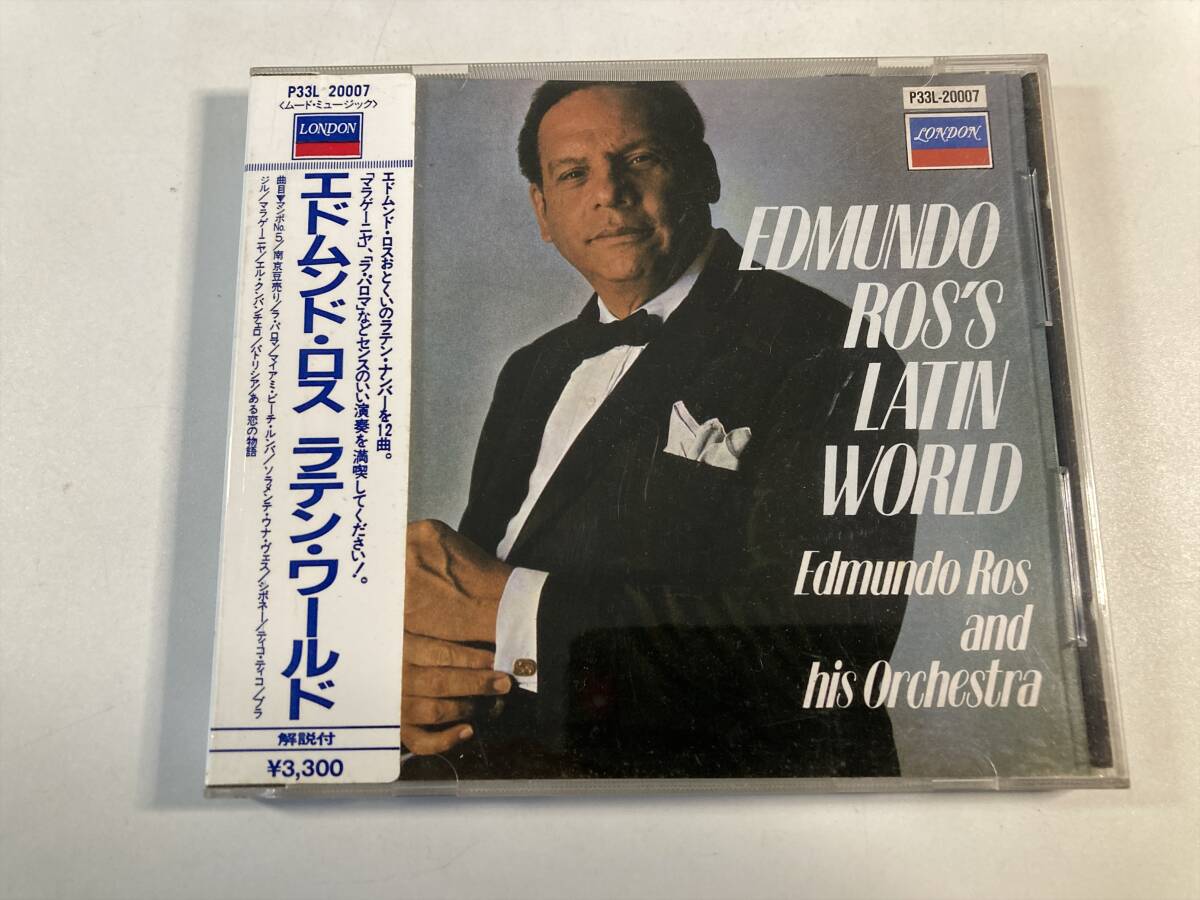 P33L 20007
〈ムード・ミュージック〉
LONDON
エドムンド・ロスおとくいのラテン・ナンバーを12曲。
「マラゲーニャ」、「ラ・パロマ」などセンスのいい演奏を満喫してください！。
エドムンド・ロス ラテン・ワールド
曲目▼マンボNo.5／南京豆売り／ラ・パロマ／マイアミ・ビーチ・ルンバ／ソラメンテ・ウナ・ヴェス／シボネー／ティコ・ティコ／ブラ
ジル／マラゲーニャ／エル・クンバンチェロ／パトリシア／ある恋の物語
解説付
¥3,300
P33L-20007
LONDON
EDMUNDO
ROS'S
LATIN
WORLD
Edmundo Ros
and
his Orchestra